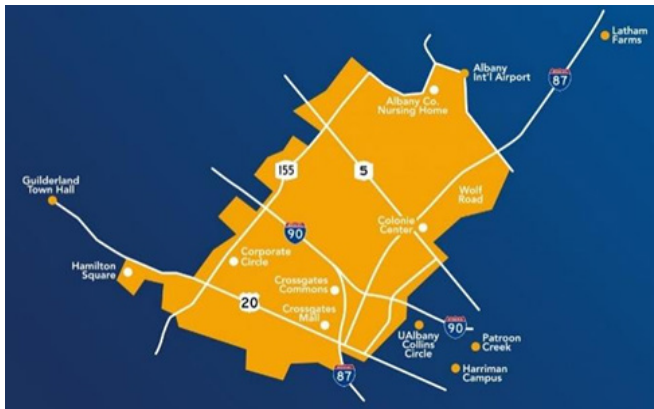 Latham
Farms
Albany
Int'l Airport
87
Albany Co.
Nursing Home
155
5
Guilderland
Town Hall
Wolf
Road
90
Colonie
Center
Corporate
Circle
Hamilton
Square
Crossgates
Commons
20
Crossgates
Mall
UAlbany
Collins
Circle
90
Patroon
Creek
Harriman
Campus
87